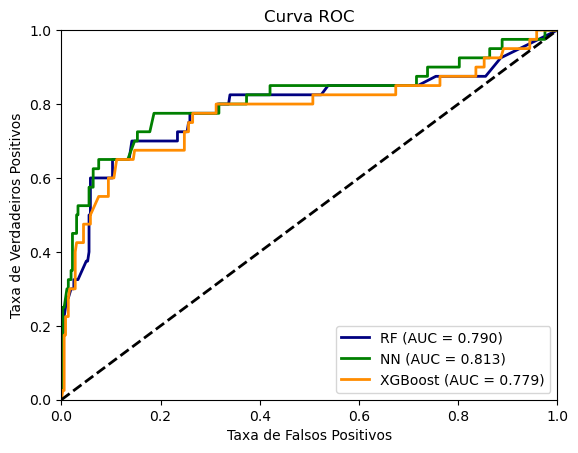 Curva ROC
Taxa de Verdadeiros Positivos
1.0
0.8
0.6
0.4
0.2
0.0
0.0 0.2 0.4 0.6 0.8 1.0
Taxa de Falsos Positivos
RF (AUC = 0.790)
NN (AUC = 0.813)
XGBoost (AUC = 0.779)